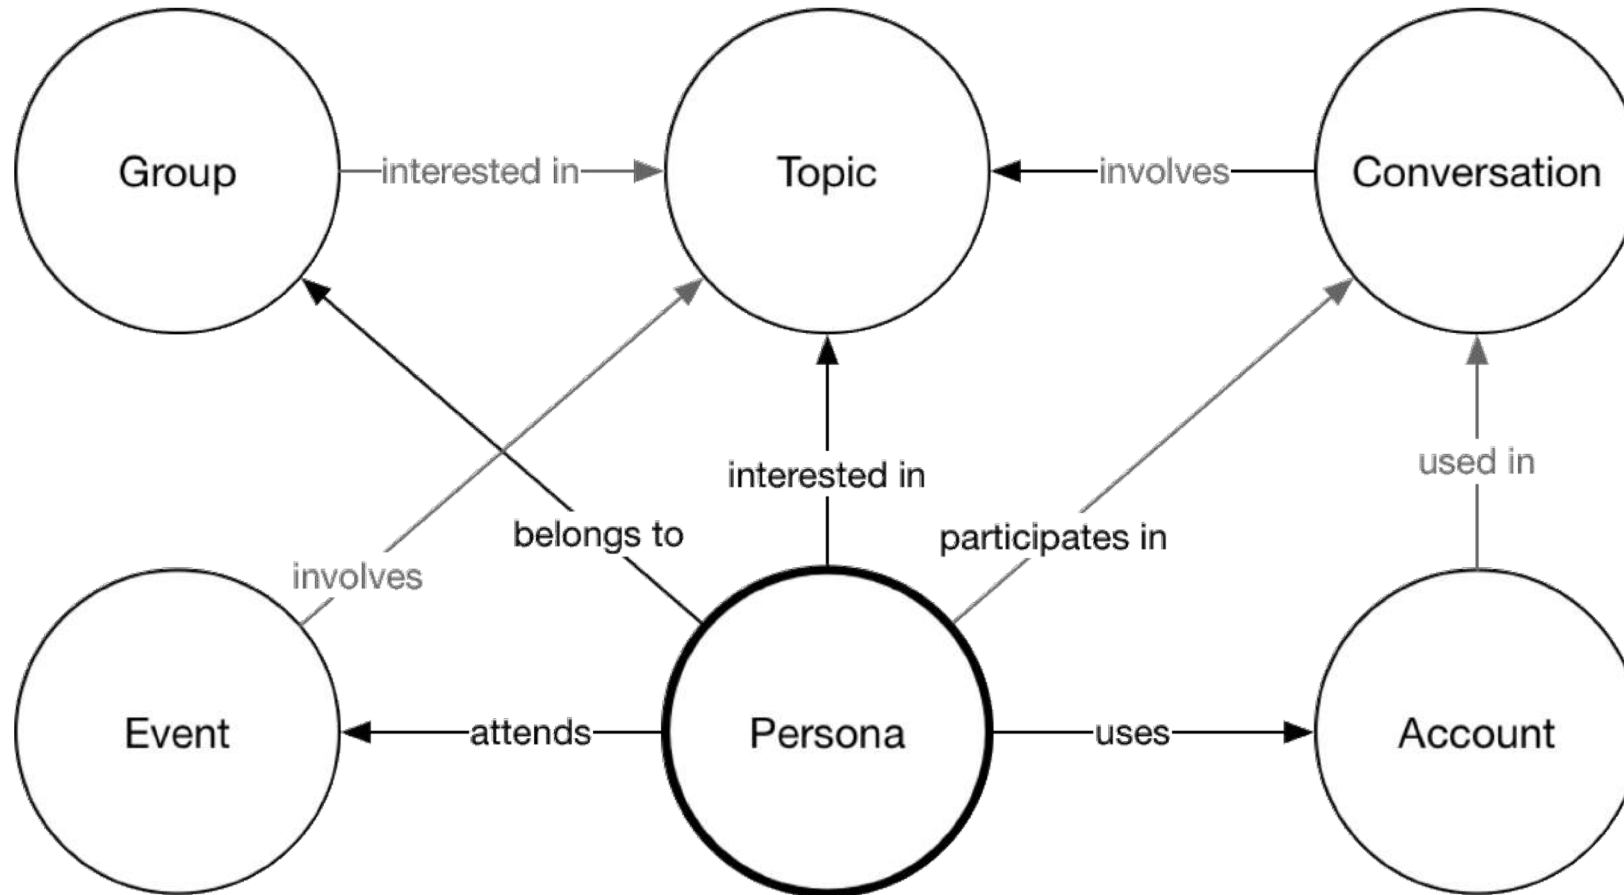 Group
interested in
Topic
involves
Conversation
used in
interested in
belongs to
participates in
involves
Event
attends
Persona
uses
Account